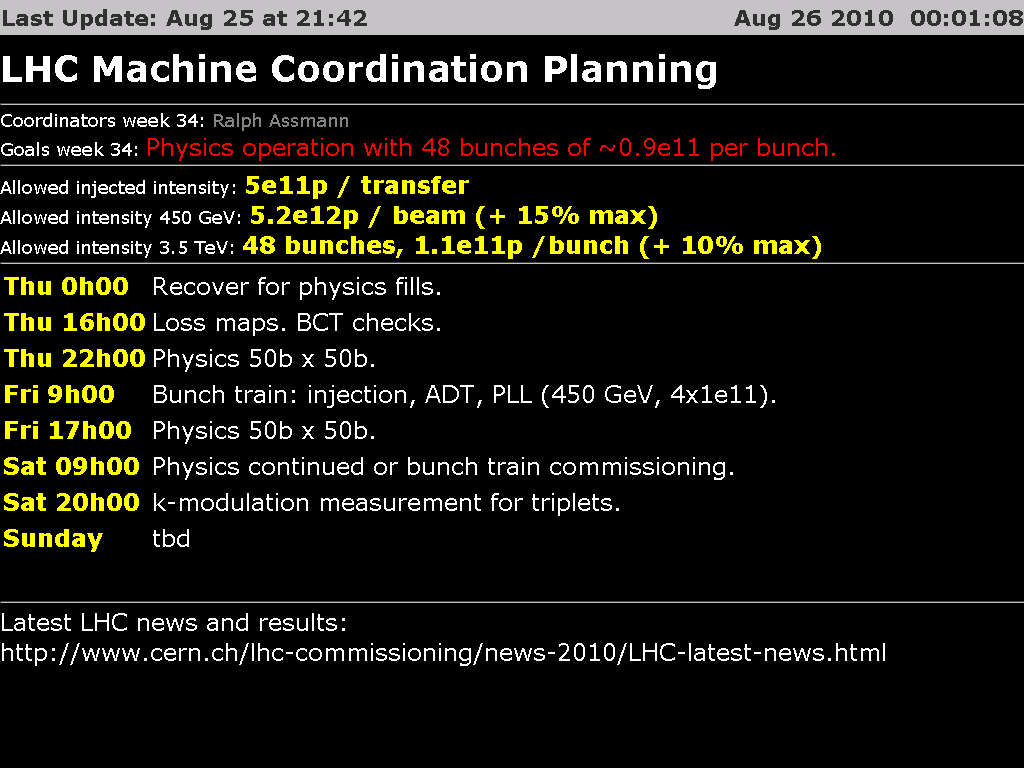 Last Update: Aug 25 at 21:42 Aug 26 2010 00:01:08
LHC Machine Coordination Planning
Coordinators week 34: Ralph Assmann
Goals week 34: Physics operation with 48 bunches of ~0.9e11 per bunch.
Allowed injected intensity: 5e11p / transfer
Allowed intensity 450 GeV: 5.2e12p / beam (+ 15% max)
Allowed intensity 3.5 TeV: 48 bunches, 1.1e11p /bunch (+ 10% max)
Thu 0h00 Recover for physics fills.
Thu 16h00 Loss maps. BCT checks.
Thu 22h00 Physics 50b x 50b.
Fri 9h00 Bunch train: injection, ADT, PLL (450 GeV, 4x1e11).
Fri 17h00 Physics 50b x 50b.
Sat 09h00 Physics continued or bunch train commissioning.
Sat 20h00 k-modulation measurement for triplets.
Sunday tbd
Latest LHC news and results:
http://www.cern.ch/lhc-commissioning/news-2010/LHC-latest-news.html